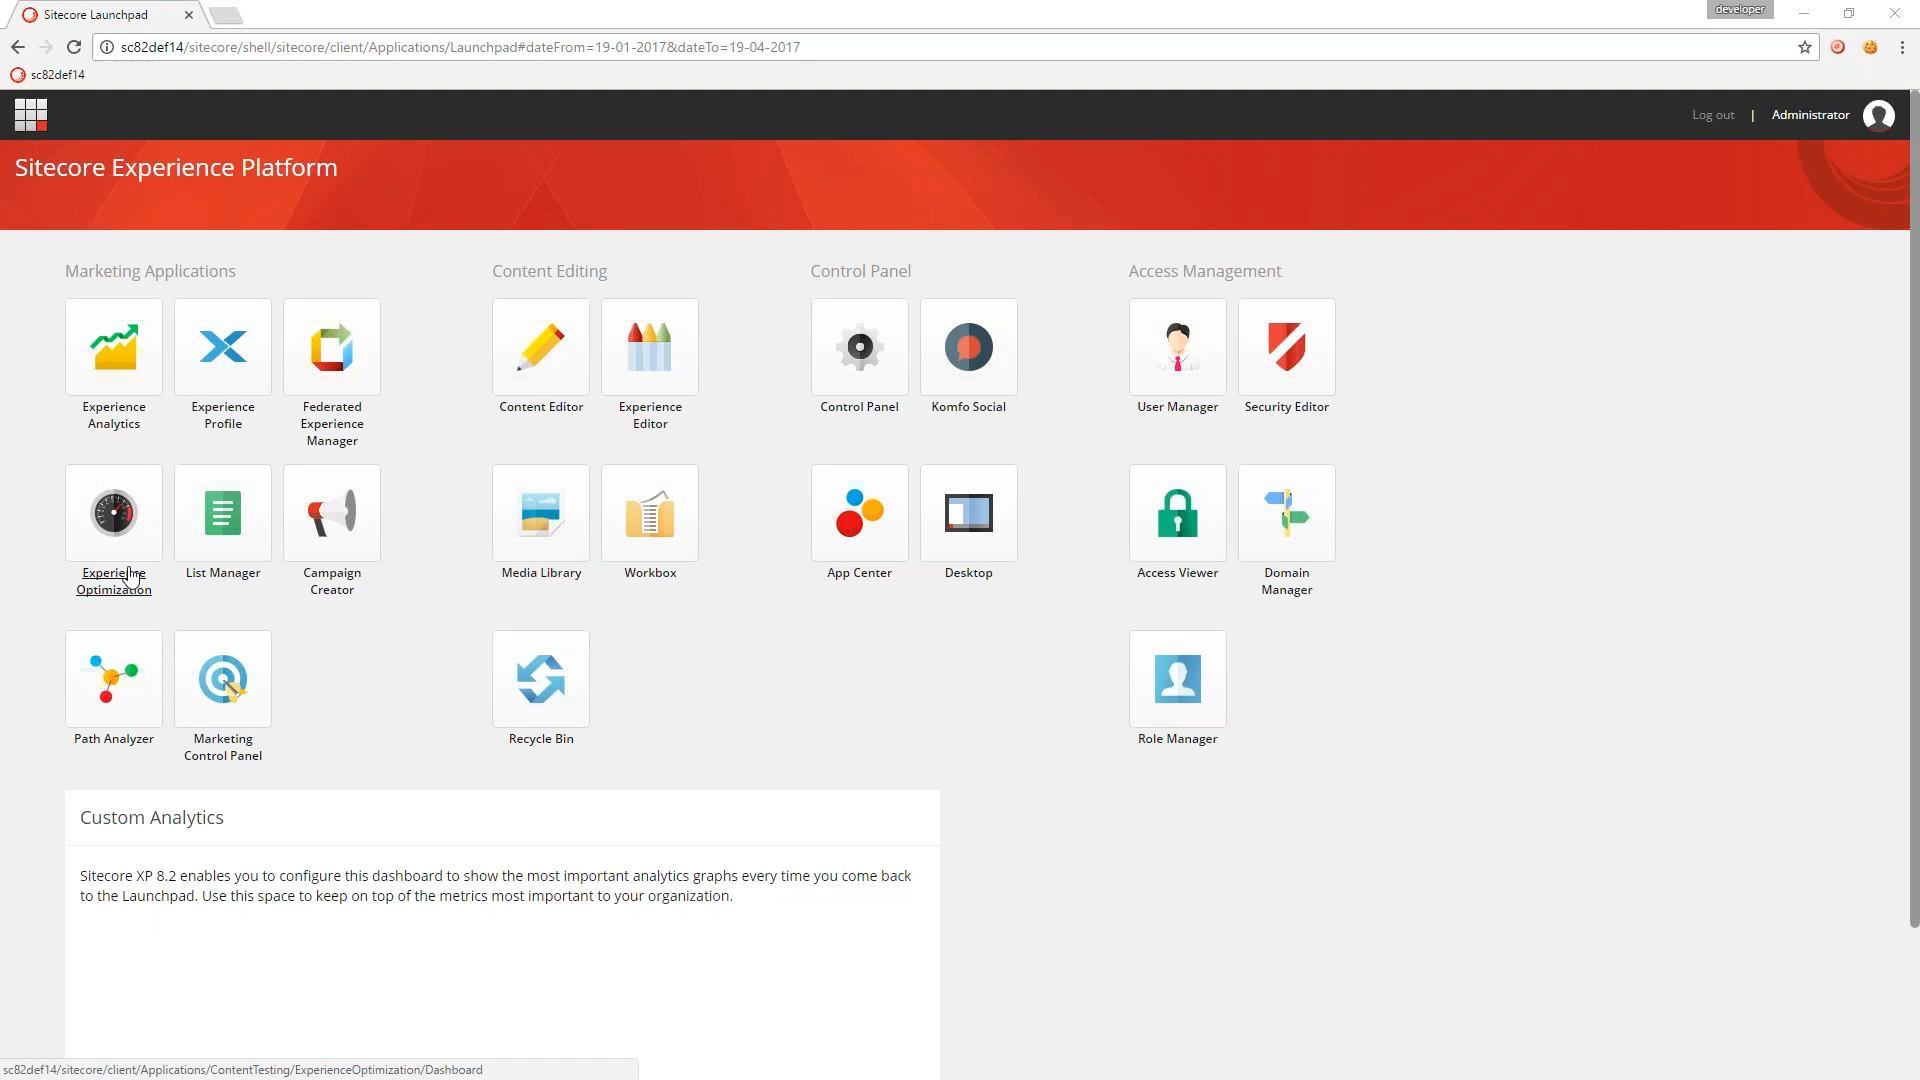 Sitecore Launchpad
developer
sc82def14/sitecore/shell/sitecore/client/Applications/Launchpad#dateFrom=19-01-2017&dateTo=19-04-2017
sc82def14
Log out | Administrator
Sitecore Experience Platform
Marketing Applications
Experience
Analytics
Experience
Profile
Federated
Experience
Manager
Experience
Optimization
List Manager
Campaign
Creator
Path Analyzer
Marketing
Control Panel
Content Editing
Content Editor
Experience
Editor
Media Library
Workbox
Recycle Bin
Control Panel
Control Panel
Komfo Social
App Center
Desktop
Access Management
User Manager
Security Editor
Access Viewer
Domain
Manager
Role Manager
Custom Analytics
Sitecore XP 8.2 enables you to configure this dashboard to show the most important analytics graphs every time you come back
to the Launchpad. Use this space to keep on top of the metrics most important to your organization.
sc82def14/sitecore/client/Applications/ContentTesting/ExperienceOptimization/Dashboard